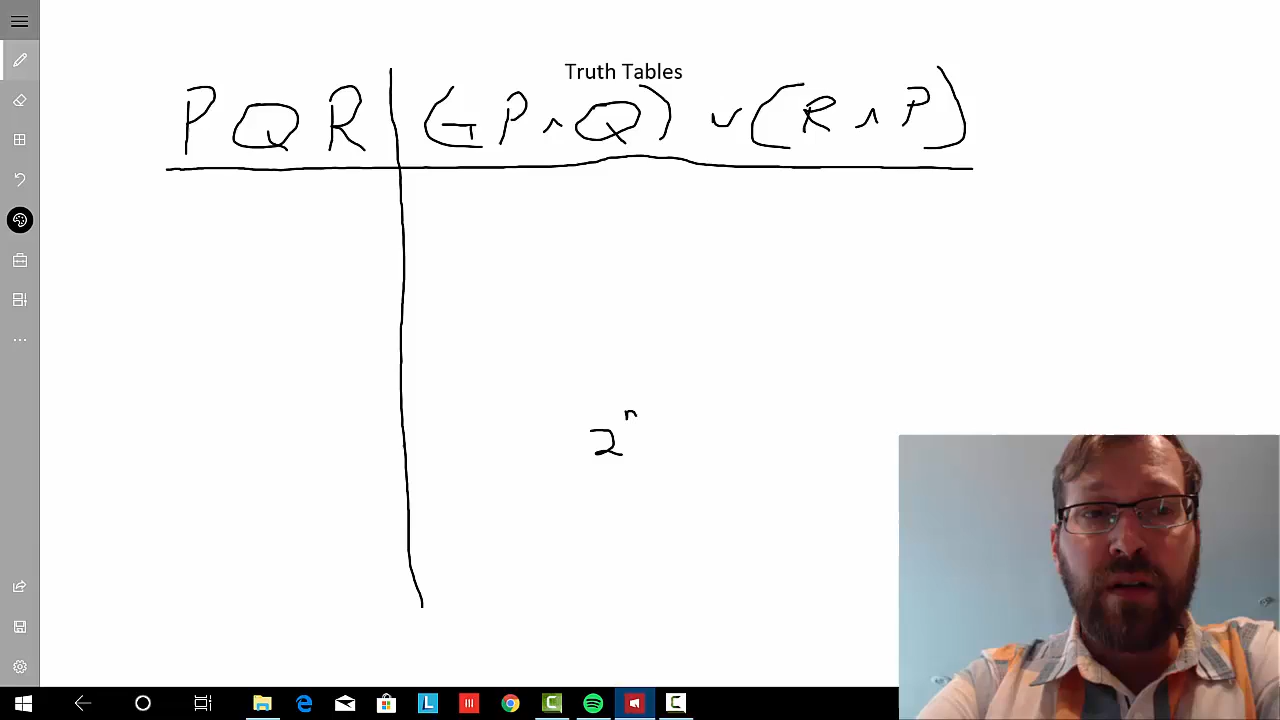 Truth Tables
P Q R (¬P ∧ Q) ∨ (R ∧ P)
2ⁿ